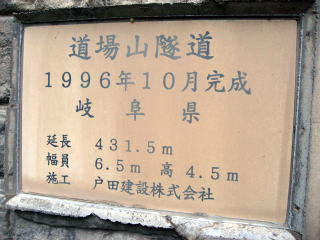 道場山隧道
1996年10月完成
岐阜県
延長 431.5m
幅員 6.5m 高 4.5m
施工 戸田建設株式会社